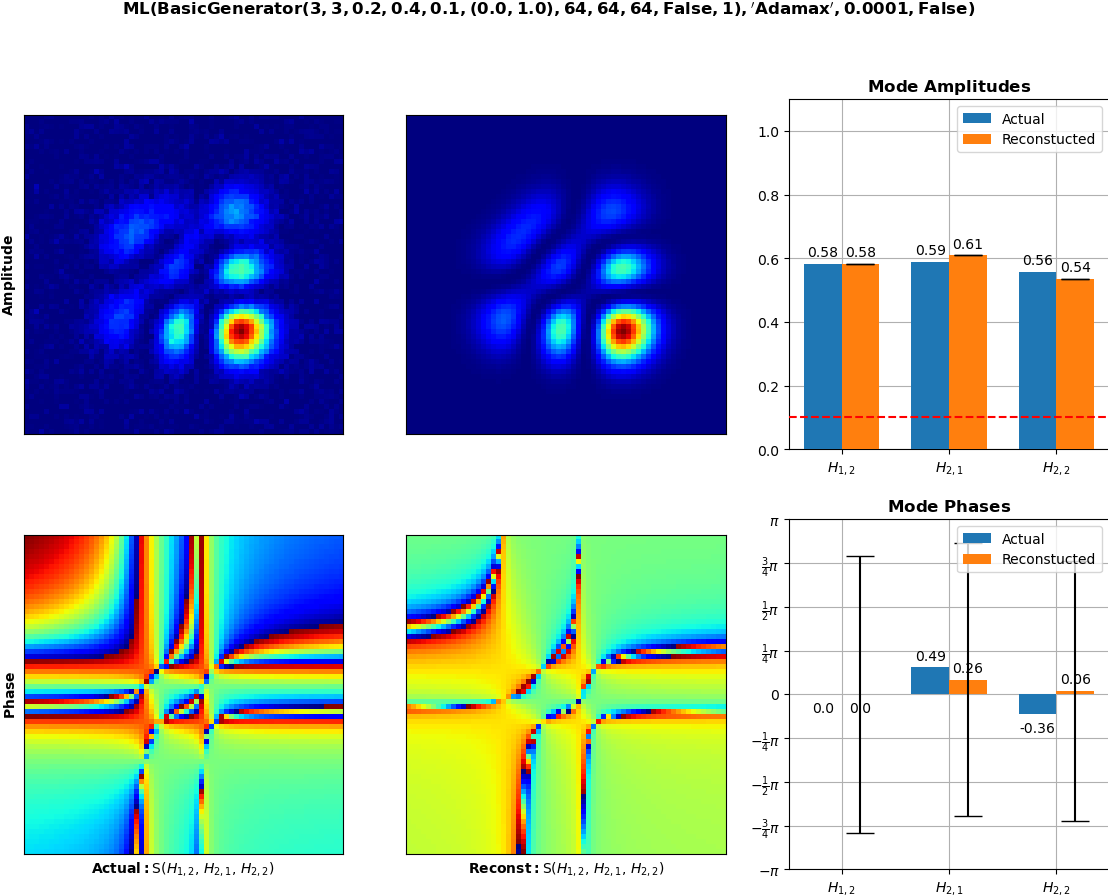 ML(BasicGenerator(3, 3, 0.2, 0.4, 0.1, (0.0, 1.0), 64, 64, 64, False, 1), ′Adamax′, 0.0001, False)
Amplitude
Mode Amplitudes
Actual
Reconstucted
1.0
0.8
0.6
0.4
0.2
0.0
0.58 0.58
0.59 0.61
0.56 0.54
H1,2 H2,1 H2,2
Phase
Actual: S(H1,2, H2,1, H2,2)
Reconst: S(H1,2, H2,1, H2,2)
Mode Phases
Actual
Reconstucted
π
3/4π
1/2π
1/4π
0
−1/4π
−1/2π
−3/4π
−π
0.0 0.0
0.49 0.26
-0.36 0.06
H1,2 H2,1 H2,2